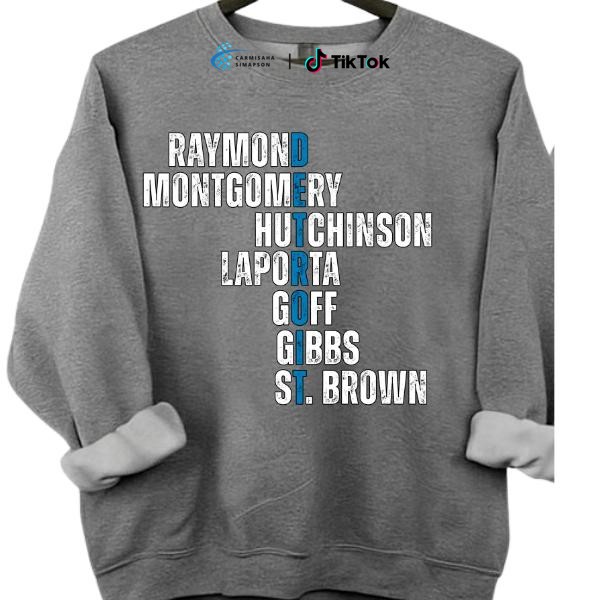 CARMISAHA
SIMAPSON
TikTok
RAYMOND
MONTGOMERY
HUTCHINSON
LAPORTA
GOFF
GIBBS
ST. BROWN